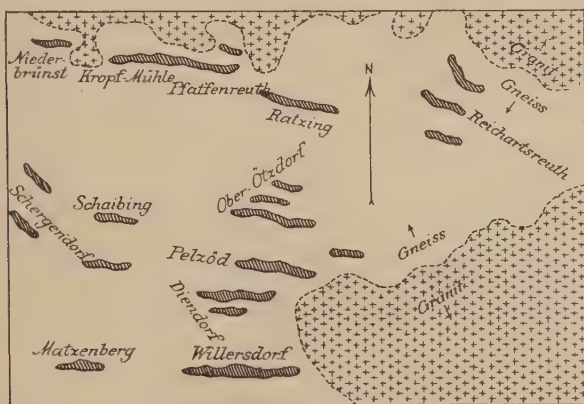 Nieder-
brünst
Kropf-Mühle
Pfaffenreuth
Ratzing
N
Granit
Gneiss
Reichartsreuth
Ober-Ötzdorf
Schaibing
Schergendorf
Gneiss
Pelzöd
Diendorf
Granit
Matzenberg
Willersdorf